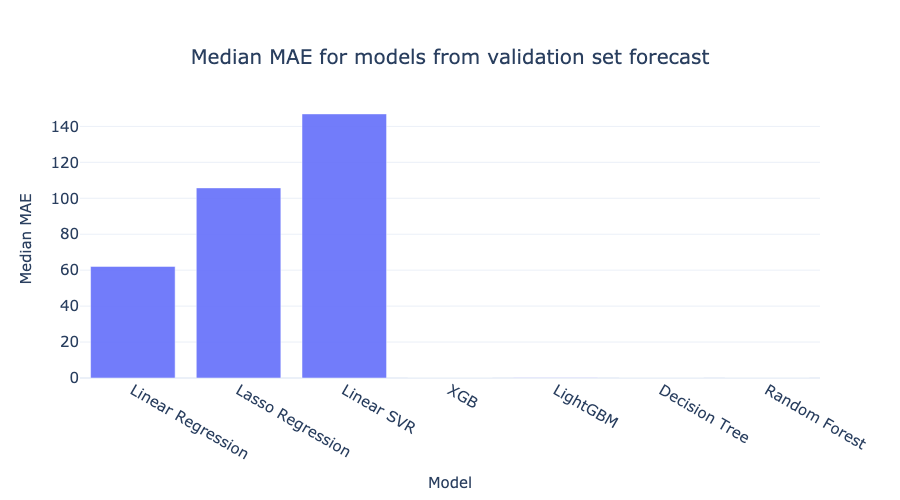 Median MAE for models from validation set forecast
Median MAE
140
120
100
80
60
40
20
0
Linear Regression
Lasso Regression
Linear SVR
XGB
LightGBM
Decision Tree
Random Forest
Model